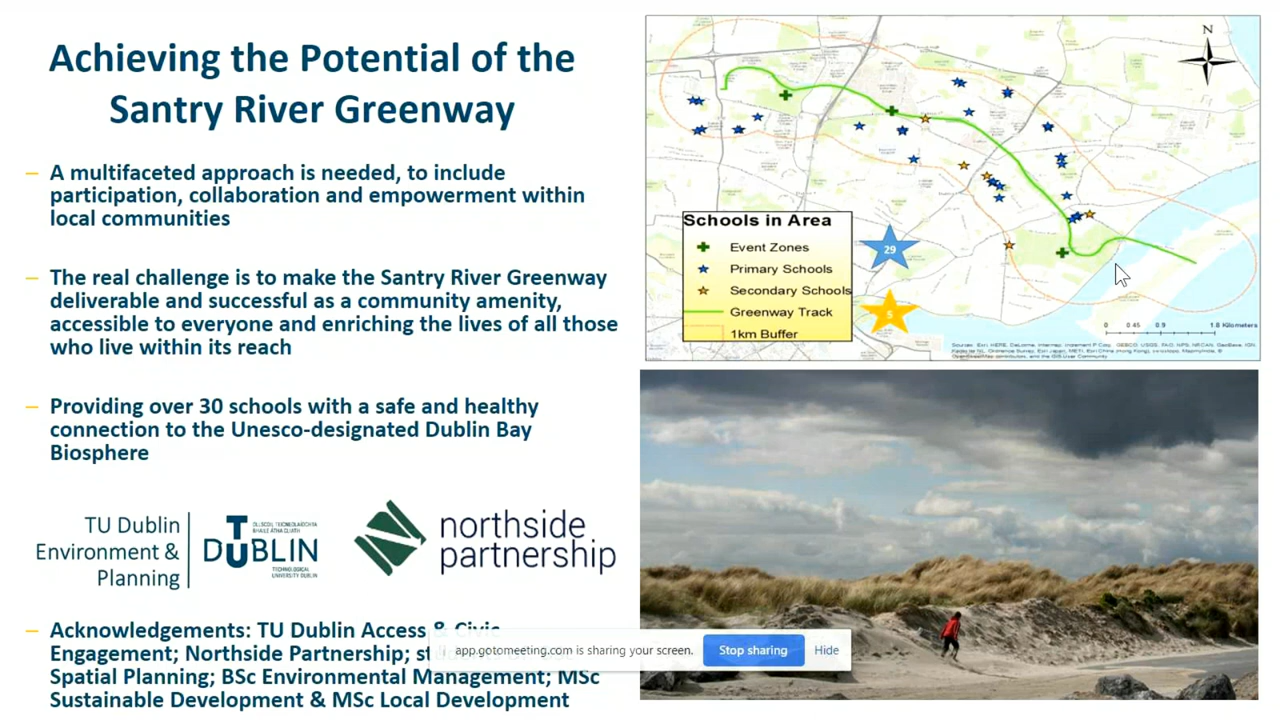 Achieving the Potential of the
Santry River Greenway
– A multifaceted approach is needed, to include
participation, collaboration and empowerment within
local communities
– The real challenge is to make the Santry River Greenway
deliverable and successful as a community amenity,
accessible to everyone and enriching the lives of all those
who live within its reach
– Providing over 30 schools with a safe and healthy
connection to the Unesco-designated Dublin Bay
Biosphere
TU Dublin
Environment &
Planning
TU
DUBLIN
TECHNOLOGICAL
UNIVERSITY DUBLIN
northside
partnership
– Acknowledgements: TU Dublin Access & Civic
Engagement; Northside Partnership;
Spatial Planning; BSc Environmental Management; MSc
Sustainable Development & MSc Local Development
N
Schools in Area
Event Zones
Primary Schools
Secondary Schools
Greenway Track
1km Buffer
29
5
0 0.45 0.9 1.8 Kilometers
app.gotomeeting.com is sharing your screen.
Stop sharing
Hide